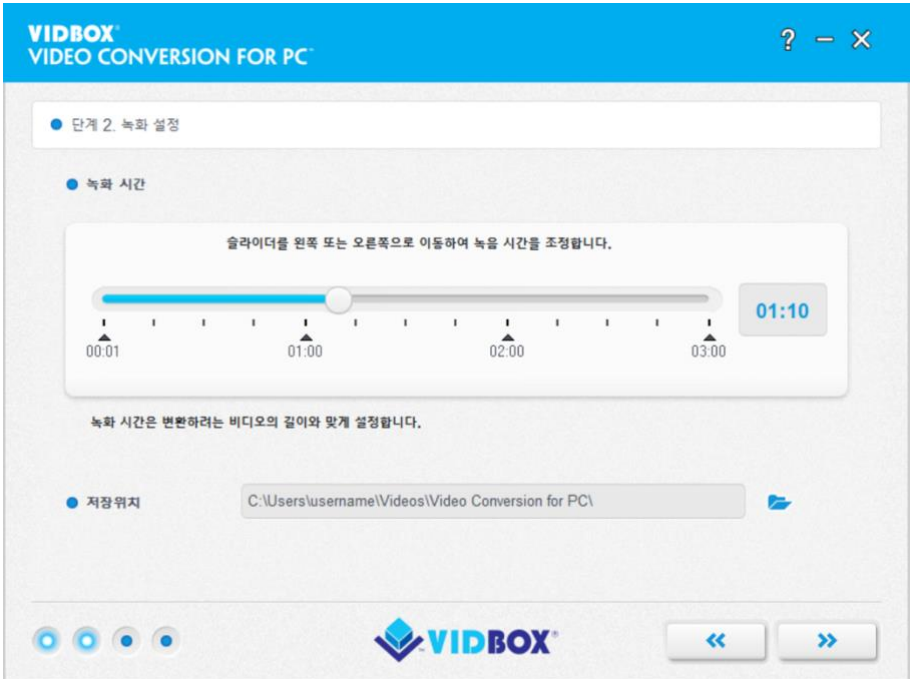 VIDBOX®
VIDEO CONVERSION FOR PC™
? — ×
단계 2. 녹화 설정
녹화 시간
슬라이더를 왼쪽 또는 오른쪽으로 이동하여 녹음 시간을 조정합니다.
01:10
00:01 01:00 02:00 03:00
녹화 시간은 변환하려는 비디오의 길이와 맞게 설정합니다.
저장위치 C:\Users\username\Videos\Video Conversion for PC\
VIDBOX®
« »